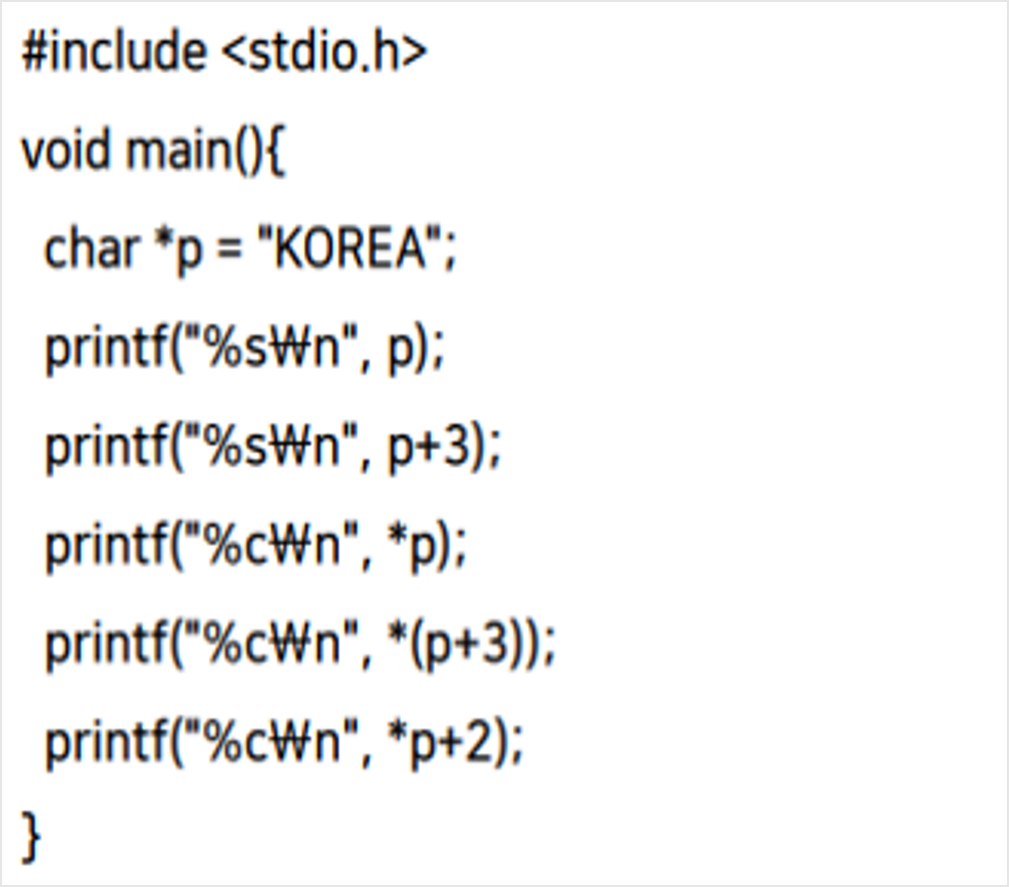 #include <stdio.h>
void main(){
char *p = "KOREA";
printf("%s₩n", p);
printf("%s₩n", p+3);
printf("%c₩n", *p);
printf("%c₩n", *(p+3));
printf("%c₩n", *p+2);
}